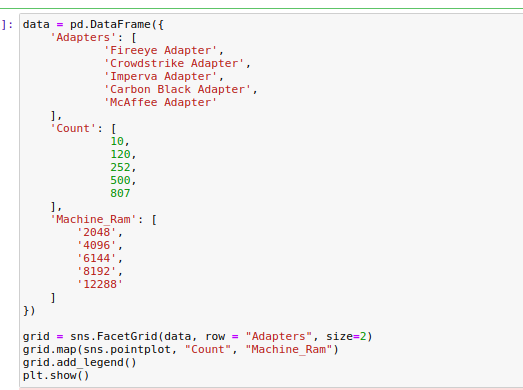 ]: data = pd.DataFrame({
'Adapters': [
'Fireeye Adapter',
'Crowdstrike Adapter',
'Imperva Adapter',
'Carbon Black Adapter',
'McAffee Adapter'
],
'Count': [
10,
120,
252,
500,
807
],
'Machine_Ram': [
'2048',
'4096',
'6144',
'8192',
'12288'
]
})
grid = sns.FacetGrid(data, row = "Adapters", size=2)
grid.map(sns.pointplot, "Count", "Machine_Ram")
grid.add_legend()
plt.show()